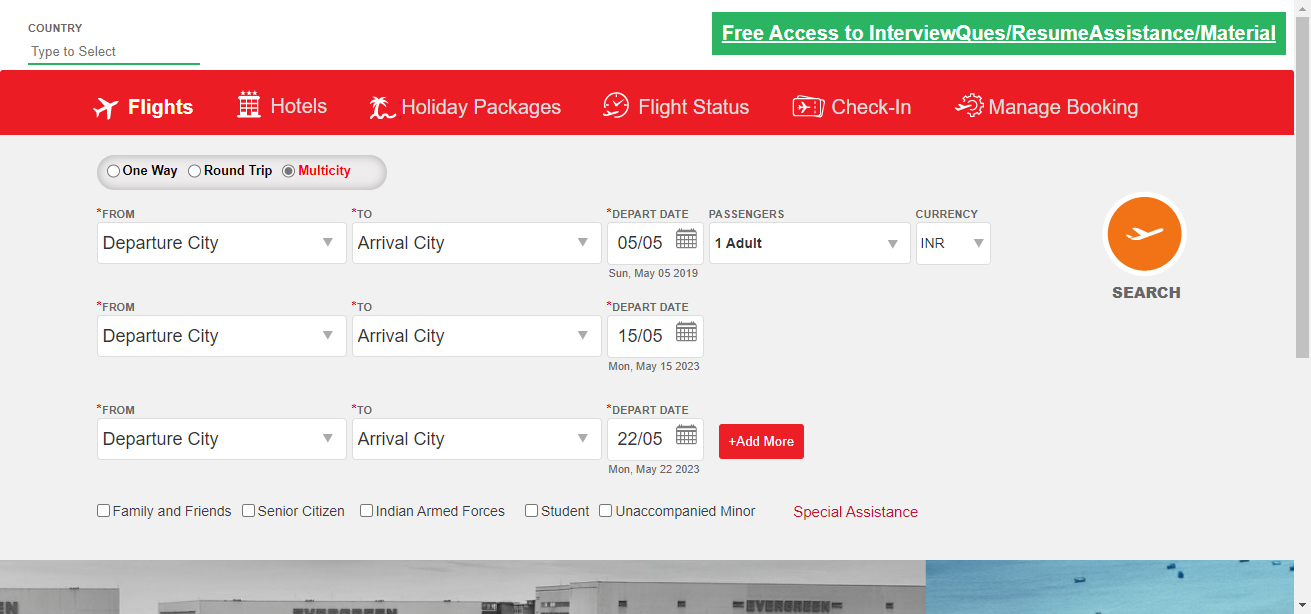 COUNTRY
Type to Select
Free Access to InterviewQues/ResumeAssistance/Material
Flights Hotels Holiday Packages Flight Status Check-In Manage Booking
One Way Round Trip Multicity
*FROM *TO *DEPART DATE PASSENGERS CURRENCY
Departure City Arrival City 05/05 1 Adult INR
Sun, May 05 2019
SEARCH
*FROM *TO *DEPART DATE
Departure City Arrival City 15/05
Mon, May 15 2023
*FROM *TO *DEPART DATE
Departure City Arrival City 22/05 +Add More
Mon, May 22 2023
Family and Friends Senior Citizen Indian Armed Forces Student Unaccompanied Minor Special Assistance
EVERGREEN